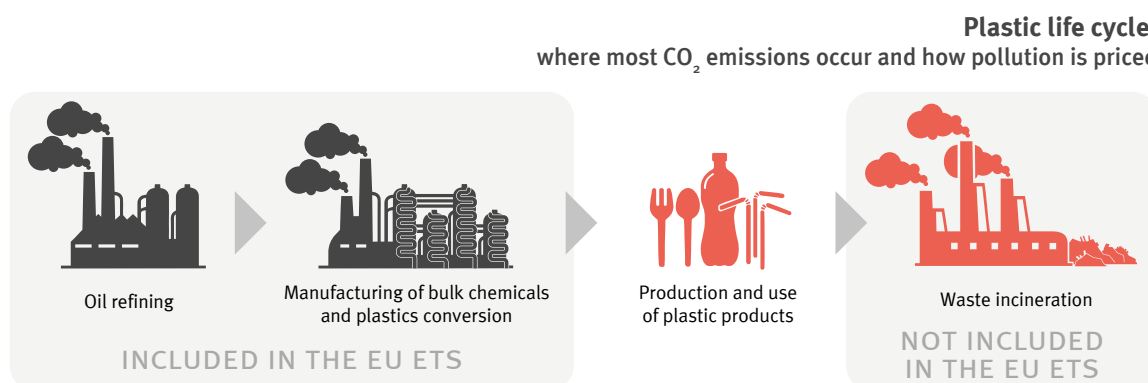 Plastic life cycle
where most CO₂ emissions occur and how pollution is priced
Oil refining
Manufacturing of bulk chemicals
and plastics conversion
INCLUDED IN THE EU ETS
Production and use
of plastic products
Waste incineration
NOT INCLUDED
IN THE EU ETS